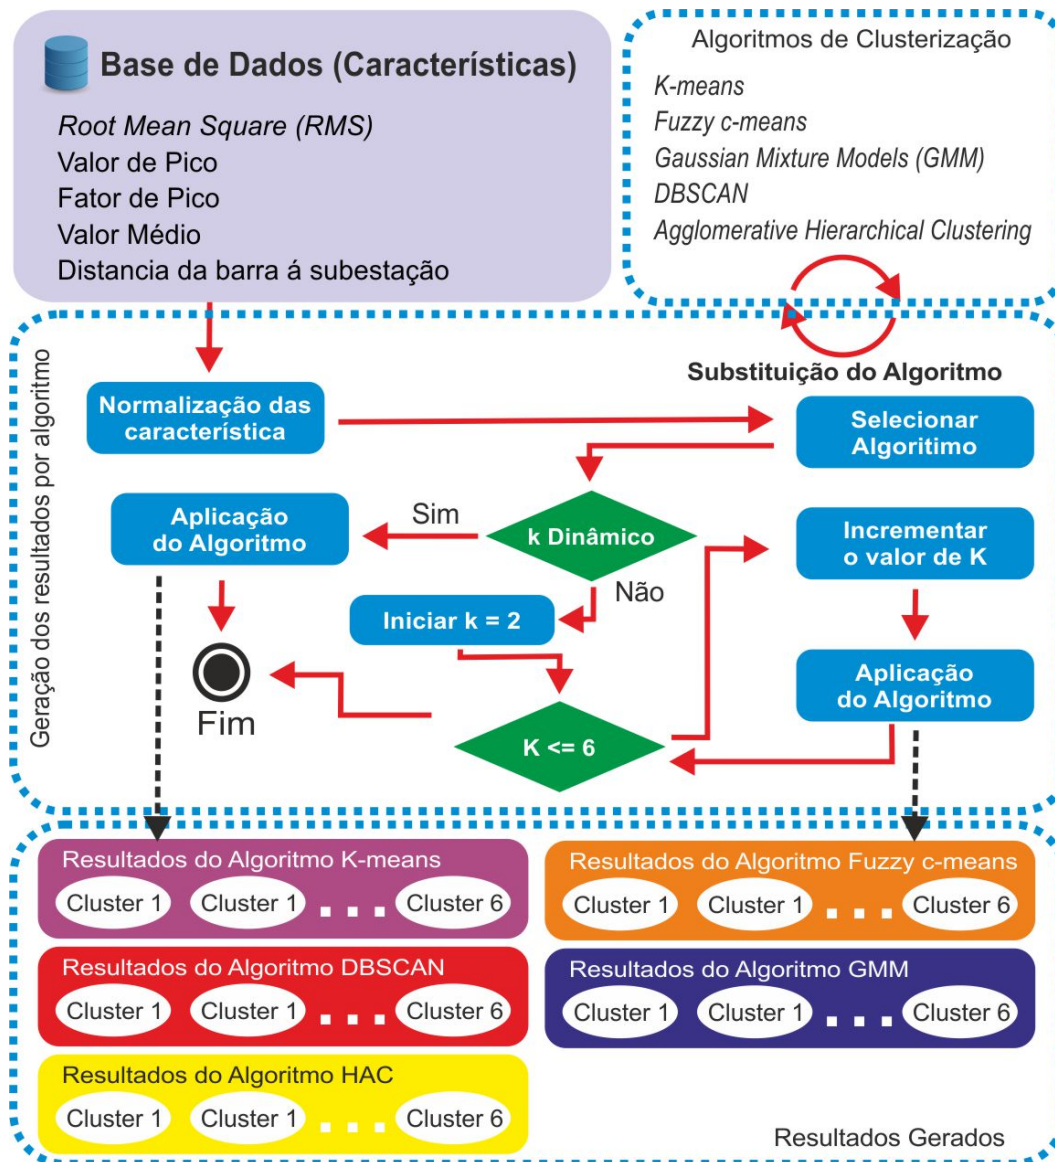 Base de Dados (Características)
Root Mean Square (RMS)
Valor de Pico
Fator de Pico
Valor Médio
Distancia da barra á subestação
Algoritmos de Clusterização
K-means
Fuzzy c-means
Gaussian Mixture Models (GMM)
DBSCAN
Agglomerative Hierarchical Clustering
Geração dos resultados por algoritmo
Substituição do Algoritmo
Normalização das
característica
Selecionar
Algoritimo
k Dinâmico
Sim
Não
Aplicação
do Algoritmo
Iniciar k = 2
Incrementar
o valor de K
Fim
K <= 6
Aplicação
do Algoritmo
Resultados do Algoritmo K-means
Cluster 1 Cluster 1 . . . Cluster 6
Resultados do Algoritmo Fuzzy c-means
Cluster 1 Cluster 1 . . . Cluster 6
Resultados do Algoritmo DBSCAN
Cluster 1 Cluster 1 . . . Cluster 6
Resultados do Algoritmo GMM
Cluster 1 Cluster 1 . . . Cluster 6
Resultados do Algoritmo HAC
Cluster 1 Cluster 1 . . . Cluster 6
Resultados Gerados